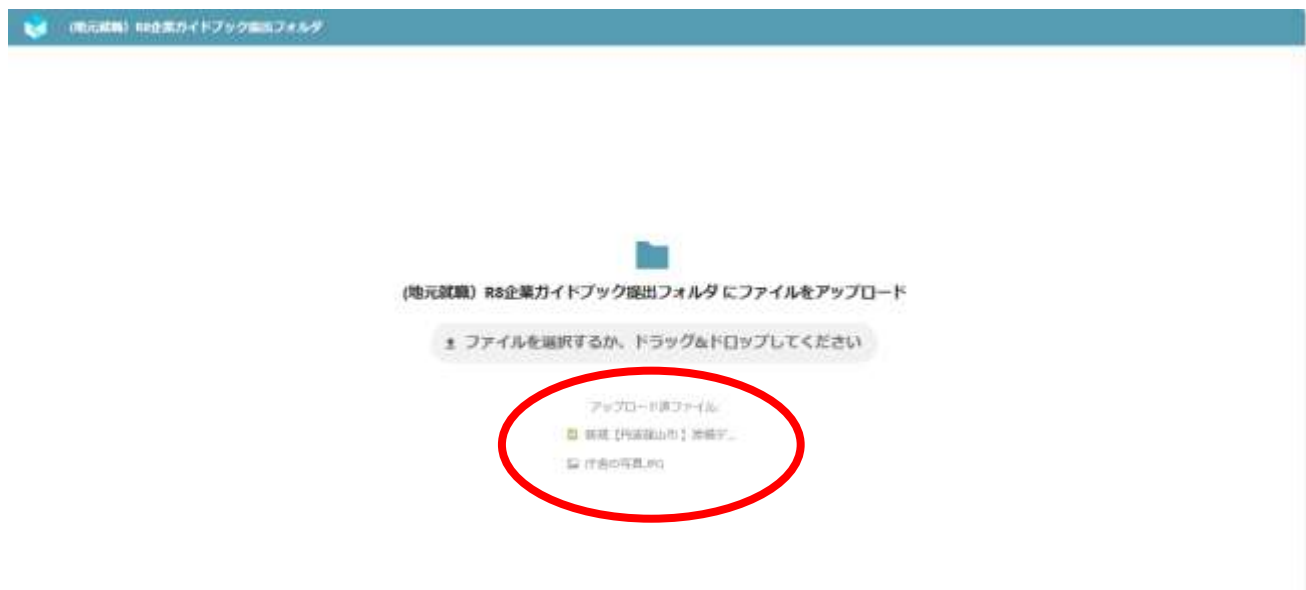 (地元就職) R8企業ガイドブック提出フォルダ
(地元就職) R8企業ガイドブック提出フォルダ にファイルをアップロード
ファイルを選択するか、ドラッグ&ドロップしてください
アップロード済ファイル:
【丹波篠山市】
庁舎の写真.JPG